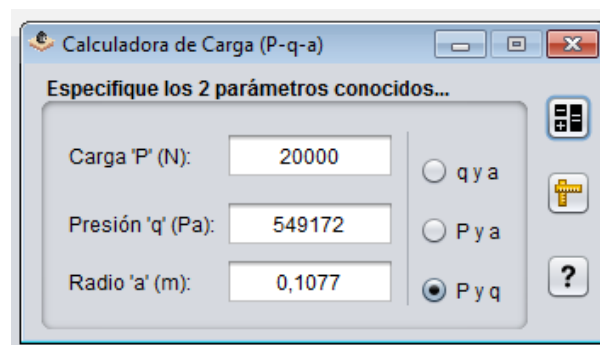 Calculadora de Carga (P-q-a)
Especifique los 2 parámetros conocidos...
Carga 'P' (N): 20000
q y a
Presión 'q' (Pa): 549172
P y a
Radio 'a' (m): 0,1077
P y q
?